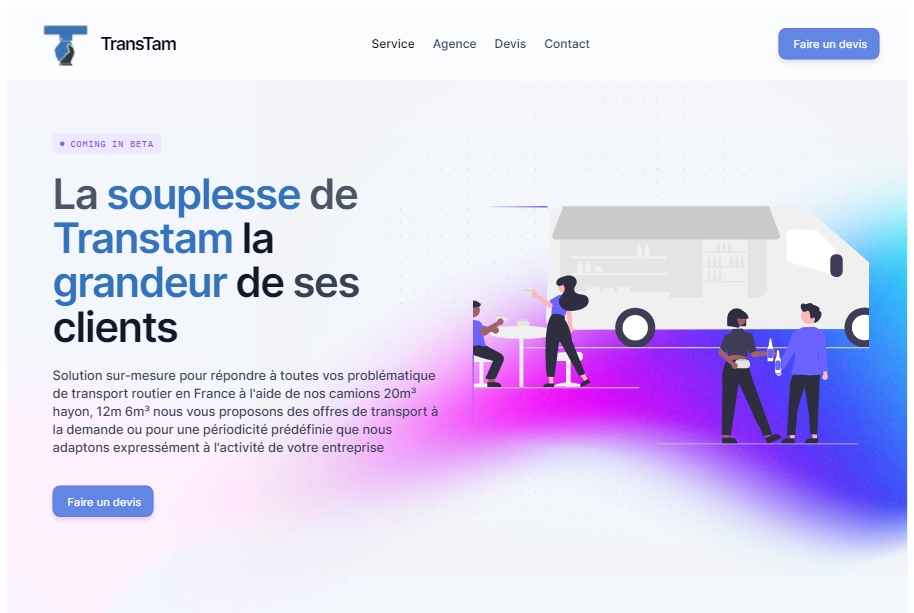 TransTam
Service Agence Devis Contact
Faire un devis
COMING IN BETA
La souplesse de
Transtam la
grandeur de ses
clients
Solution sur-mesure pour répondre à toutes vos problématique
de transport routier en France à l'aide de nos camions 20m³
hayon, 12m 6m³ nous vous proposons des offres de transport à
la demande ou pour une périodicité prédéfinie que nous
adaptons expressément à l'activité de votre entreprise
Faire un devis